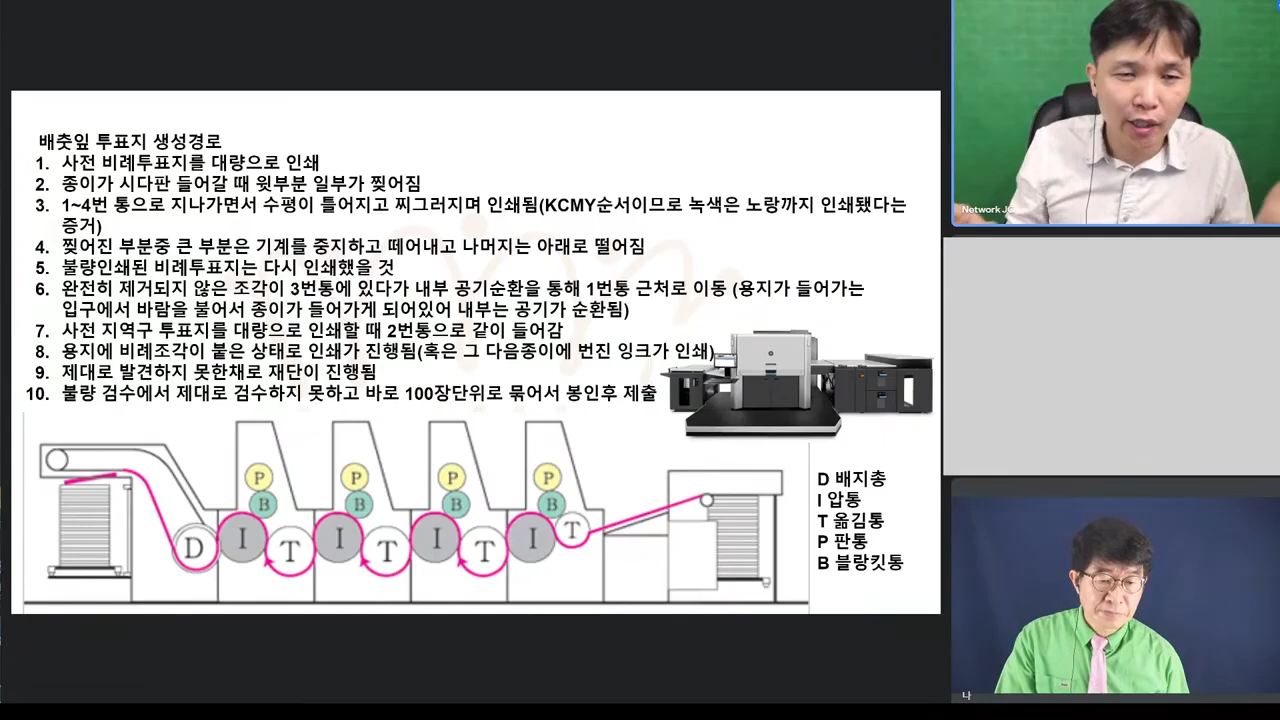 배춧잎 투표지 생성경로
1. 사전 비례투표지를 대량으로 인쇄
2. 종이가 시다판 들어갈 때 윗부분 일부가 찢어짐
3. 1~4번 통으로 지나가면서 수평이 틀어지고 찌그러지며 인쇄됨(KCMY순서이므로 녹색은 노랑까지 인쇄됐다는
증거)
4. 찢어진 부분중 큰 부분은 기계를 중지하고 떼어내고 나머지는 아래로 떨어짐
5. 불량인쇄된 비례투표지는 다시 인쇄했을 것
6. 완전히 제거되지 않은 조각이 3번통에 있다가 내부 공기순환을 통해 1번통 근처로 이동 (용지가 들어가는
입구에서 바람을 불어서 종이가 들어가게 되어있어 내부는 공기가 순환됨)
7. 사전 지역구 투표지를 대량으로 인쇄할 때 2번통으로 같이 들어감
8. 용지에 비례조각이 붙은 상태로 인쇄가 진행됨(혹은 그 다음종이에 번진 잉크가 인쇄)
9. 제대로 발견하지 못한채로 재단이 진행됨
10. 불량 검수에서 제대로 검수하지 못하고 바로 100장단위로 묶어서 봉인후 제출
P P P P
B B B B
D I T I T I T I T
D 배지총
I 압통
T 옮김통
P 판통
B 블랑킷통
Network JC
나